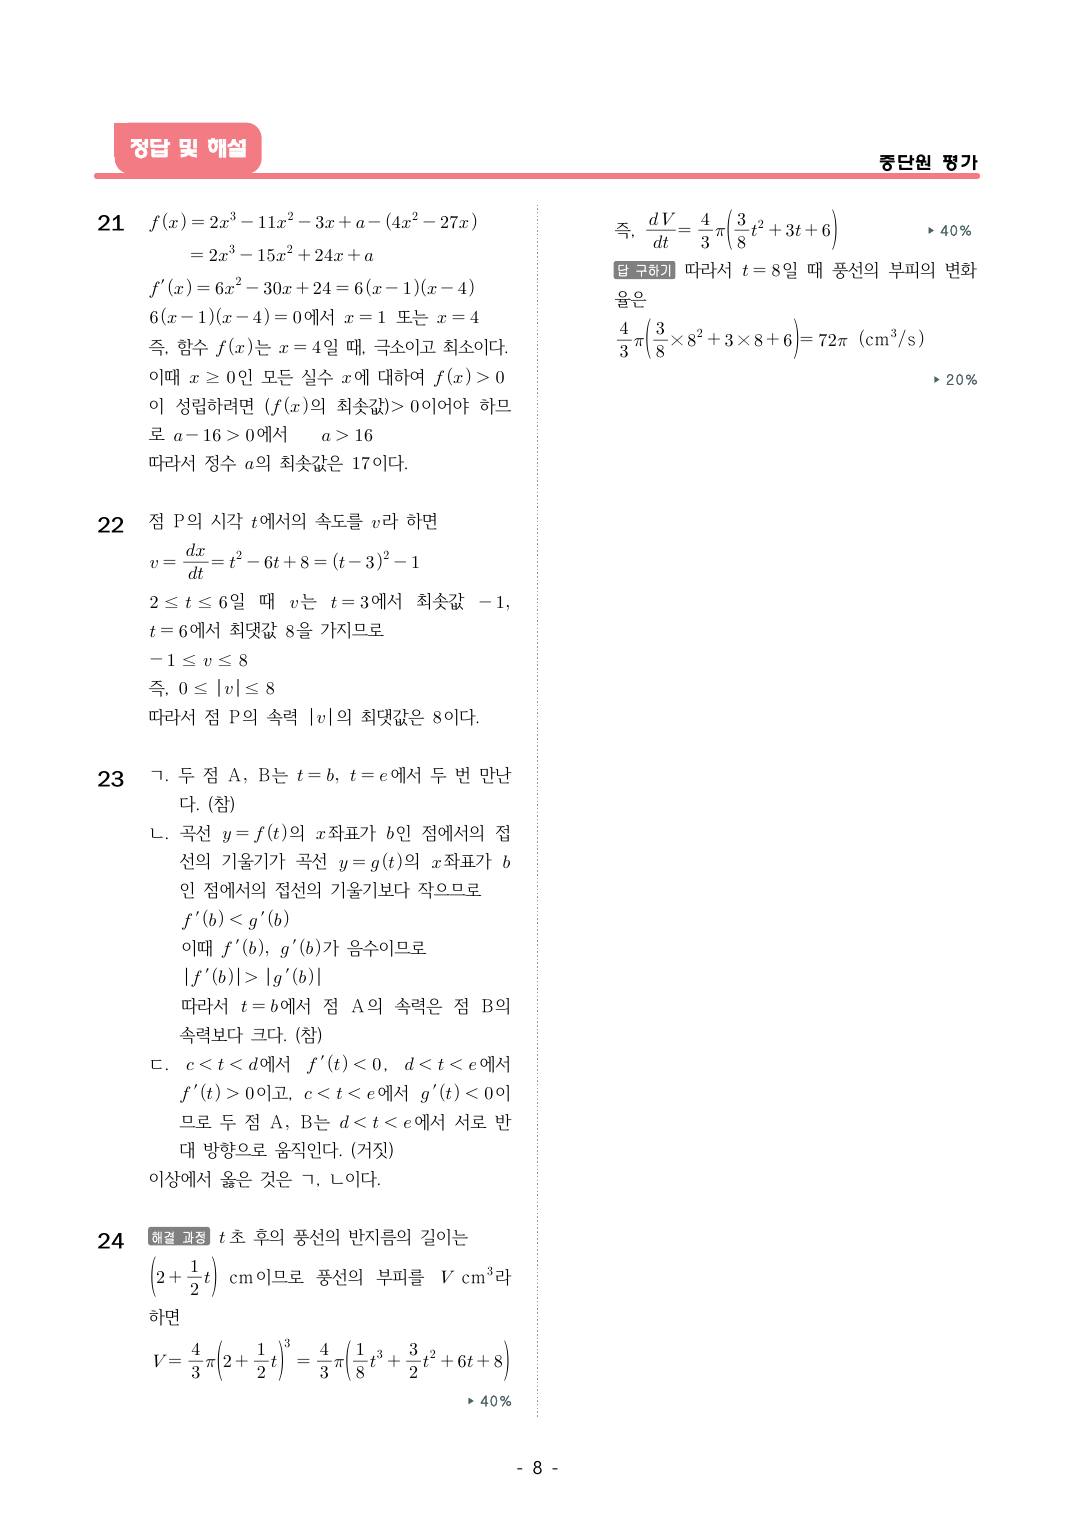 정답 및 해설
중단원 평가
21 f(x) = 2x³ − 11x² − 3x + a − (4x² − 27x)
= 2x³ − 15x² + 24x + a
f′(x) = 6x² − 30x + 24 = 6(x − 1)(x − 4)
6(x − 1)(x − 4) = 0에서 x = 1 또는 x = 4
즉, 함수 f(x)는 x = 4일 때, 극소이고 최소이다.
이때 x ≥ 0인 모든 실수 x에 대하여 f(x) > 0
이 성립하려면 (f(x)의 최솟값) > 0이어야 하므
로 a − 16 > 0에서 a > 16
따라서 정수 a의 최솟값은 17이다.
22 점 P의 시각 t에서의 속도를 v라 하면
v = dx/dt = t² − 6t + 8 = (t − 3)² − 1
2 ≤ t ≤ 6일 때 v는 t = 3에서 최솟값 −1,
t = 6에서 최댓값 8을 가지므로
−1 ≤ v ≤ 8
즉, 0 ≤ |v| ≤ 8
따라서 점 P의 속력 |v|의 최댓값은 8이다.
23 ㄱ. 두 점 A, B는 t = b, t = e에서 두 번 만난
다. (참)
ㄴ. 곡선 y = f(t)의 x좌표가 b인 점에서의 접
선의 기울기가 곡선 y = g(t)의 x좌표가 b
인 점에서의 접선의 기울기보다 작으므로
f′(b) < g′(b)
이때 f′(b), g′(b)가 음수이므로
|f′(b)| > |g′(b)|
따라서 t = b에서 점 A의 속력은 점 B의
속력보다 크다. (참)
ㄷ. c < t < d에서 f′(t) < 0, d < t < e에서
f′(t) > 0이고, c < t < e에서 g′(t) < 0이
므로 두 점 A, B는 d < t < e에서 서로 반
대 방향으로 움직인다. (거짓)
이상에서 옳은 것은 ㄱ, ㄴ이다.
24 해결 과정 t초 후의 풍선의 반지름의 길이는
(2 + 1/2 t) cm이므로 풍선의 부피를 V cm³라
하면
V = 4/3 π(2 + 1/2 t)³ = 4/3 π(1/8 t³ + 3/2 t² + 6t + 8)
▶ 40%
즉, dV/dt = 4/3 π(3/8 t² + 3t + 6) ▶ 40%
답 구하기 따라서 t = 8일 때 풍선의 부피의 변화
율은
4/3 π(3/8 × 8² + 3 × 8 + 6) = 72π (cm³/s)
▶ 20%
- 8 -